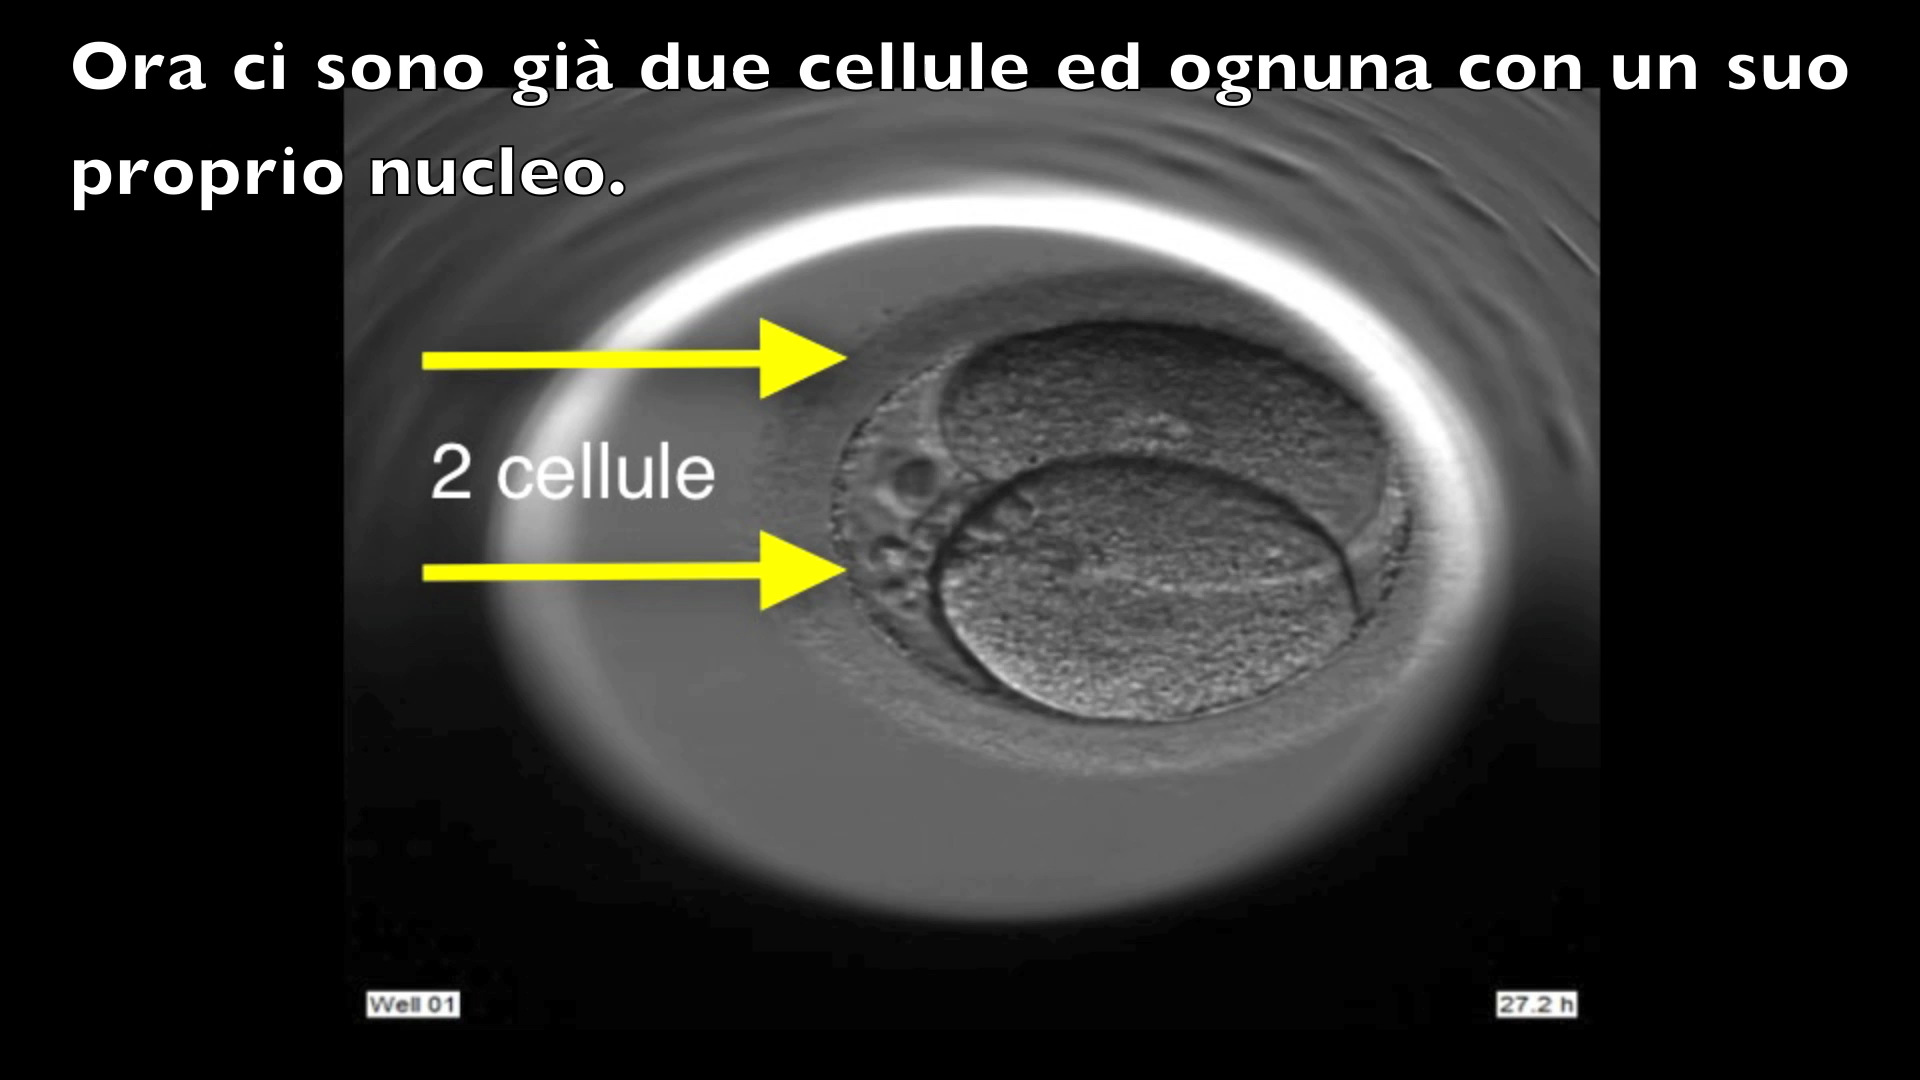 Ora ci sono già due cellule ed ognuna con un suo
proprio nucleo.
2 cellule
Well 01
27.2 h